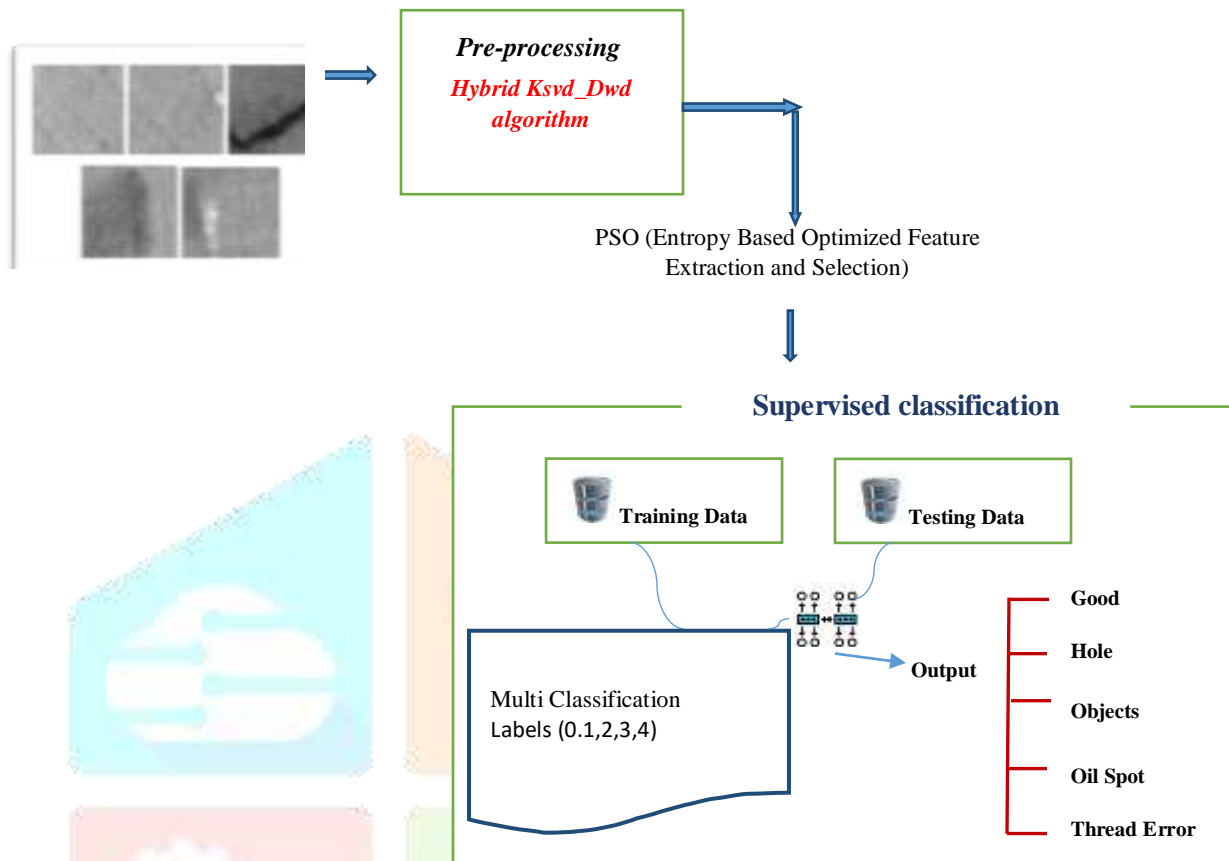 Pre-processing
Hybrid Ksvd_Dwd
algorithm
PSO (Entropy Based Optimized Feature
Extraction and Selection)
Supervised classification
Training Data
Testing Data
Multi Classification
Labels (0.1,2,3,4)
Output
Good
Hole
Objects
Oil Spot
Thread Error